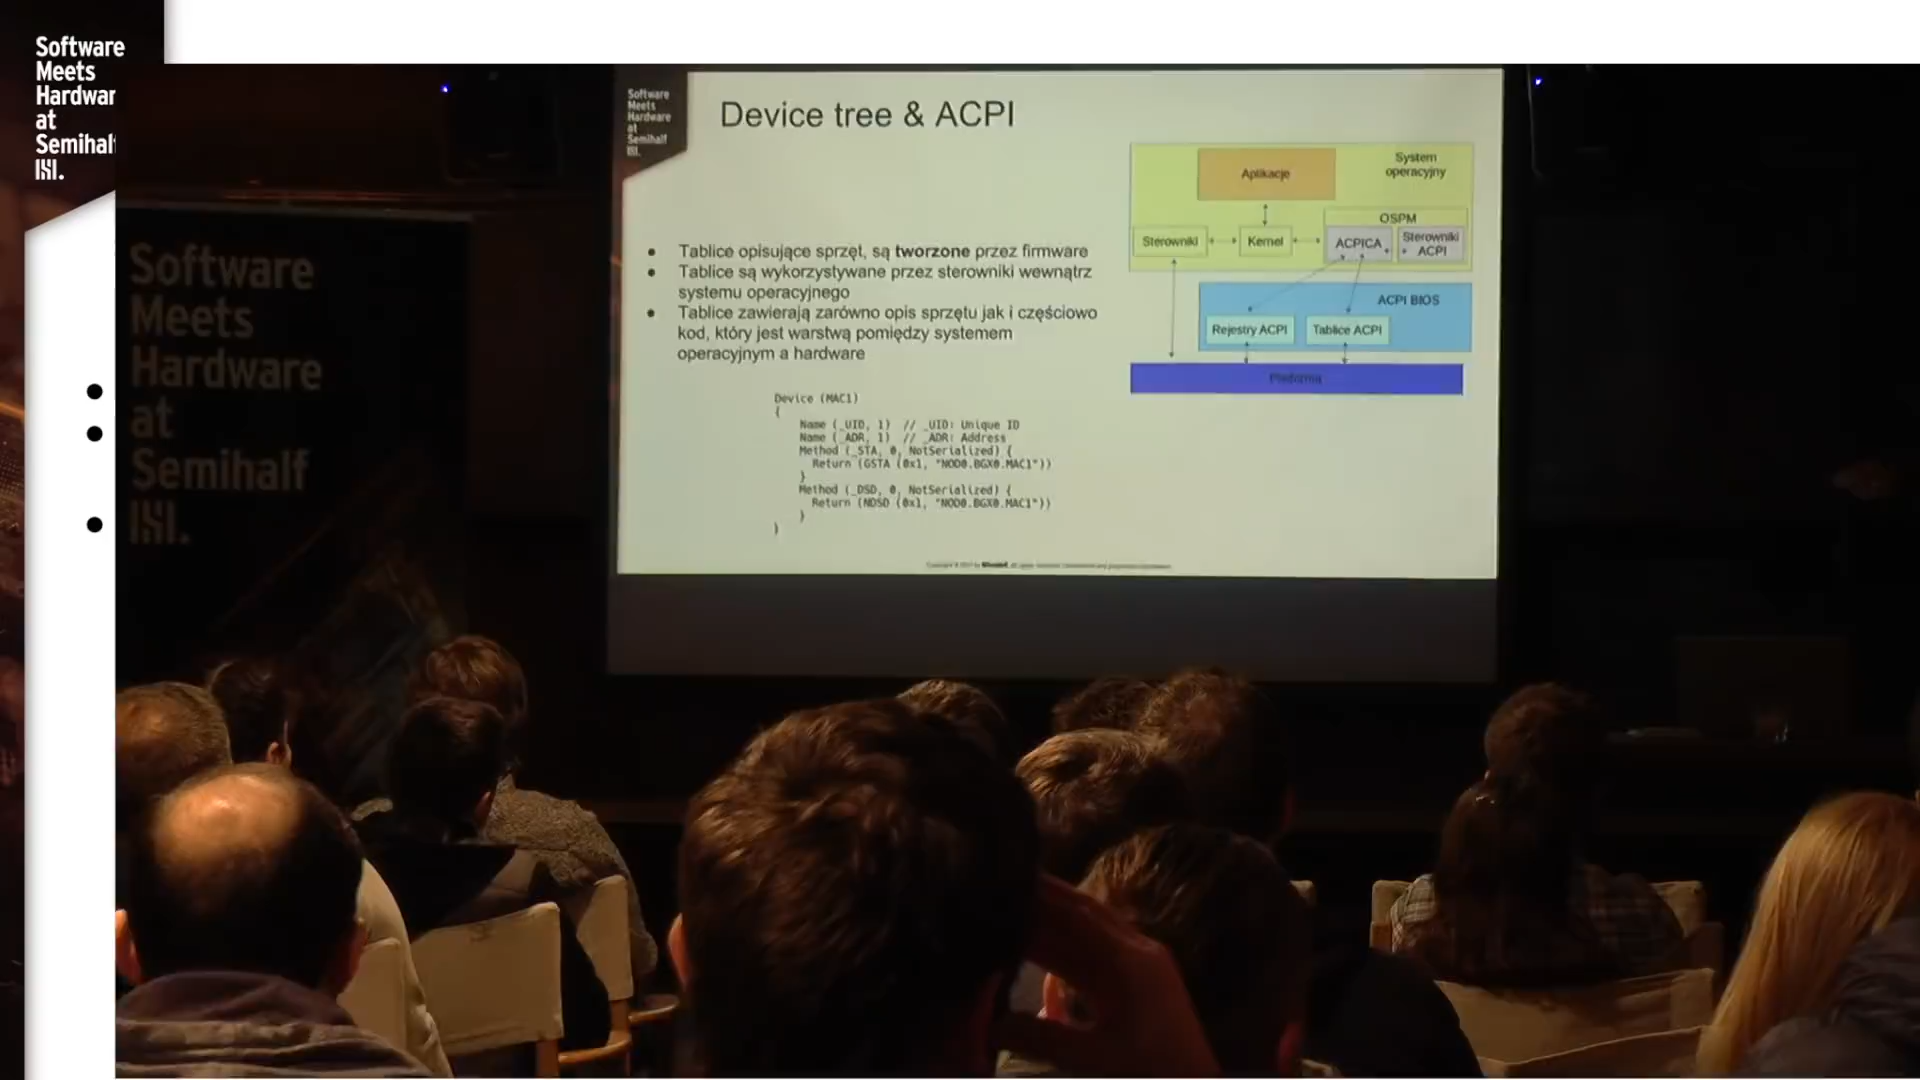 Software
Meets
Hardwar
at
Semihalf
Software
Meets
Hardware
at
Semihalf
Software
Meets
Hardware
at
Semihalf
Device tree & ACPI
• Tablice opisujące sprzęt, są tworzone przez firmware
• Tablice są wykorzystywane przez sterowniki wewnątrz
systemu operacyjnego
• Tablice zawierają zarówno opis sprzętu jak i częściowo
kod, który jest warstwą pomiędzy systemem
operacyjnym a hardware
Device (MAC1)
{
Name (_UID, 1) // _UID: Unique ID
Name (_ADR, 1) // _ADR: Address
Method (_STA, 0, NotSerialized) {
Return (GSTA (0x1, "NOD0.BGX0.MAC1"))
}
Method (_DSD, 0, NotSerialized) {
Return (NDSD (0x1, "NOD0.BGX0.MAC1"))
}
}
System
operacyjny
Aplikacje
OSPM
Sterowniki
Kernel
ACPICA
Sterowniki
ACPI
ACPI BIOS
Rejestry ACPI
Tablice ACPI
Platforma